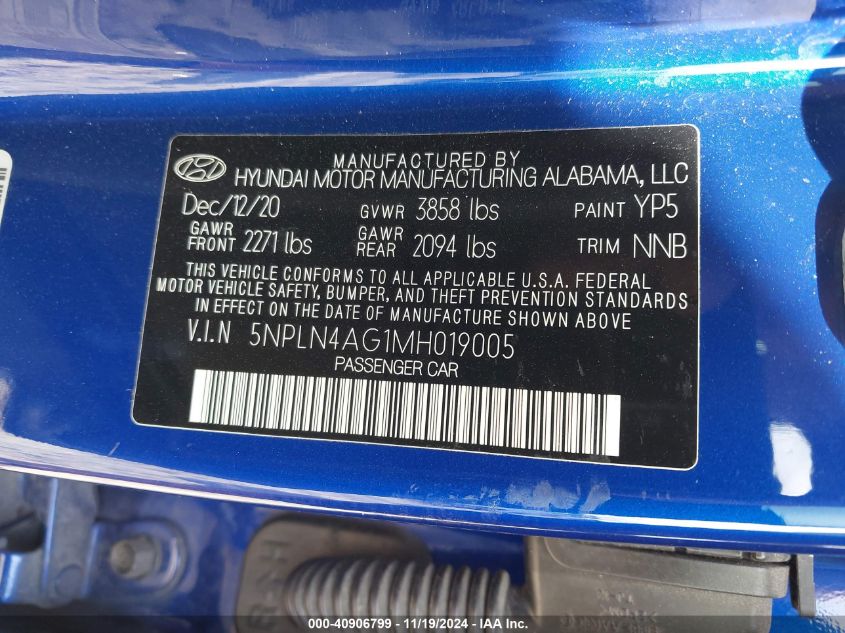 MANUFACTURED BY
HYUNDAI MOTOR MANUFACTURING ALABAMA, LLC
Dec/12/20 GVWR 3858 lbs PAINT YP5
GAWR FRONT 2271 lbs GAWR REAR 2094 lbs TRIM NNB
THIS VEHICLE CONFORMS TO ALL APPLICABLE U.S.A. FEDERAL
MOTOR VEHICLE SAFETY, BUMPER, AND THEFT PREVENTION STANDARDS
IN EFFECT ON THE DATE OF MANUFACTURE SHOWN ABOVE
V.I.N 5NPLN4AG1MH019005
PASSENGER CAR
R-H
000-40906799 - 11/19/2024 - IAA Inc.